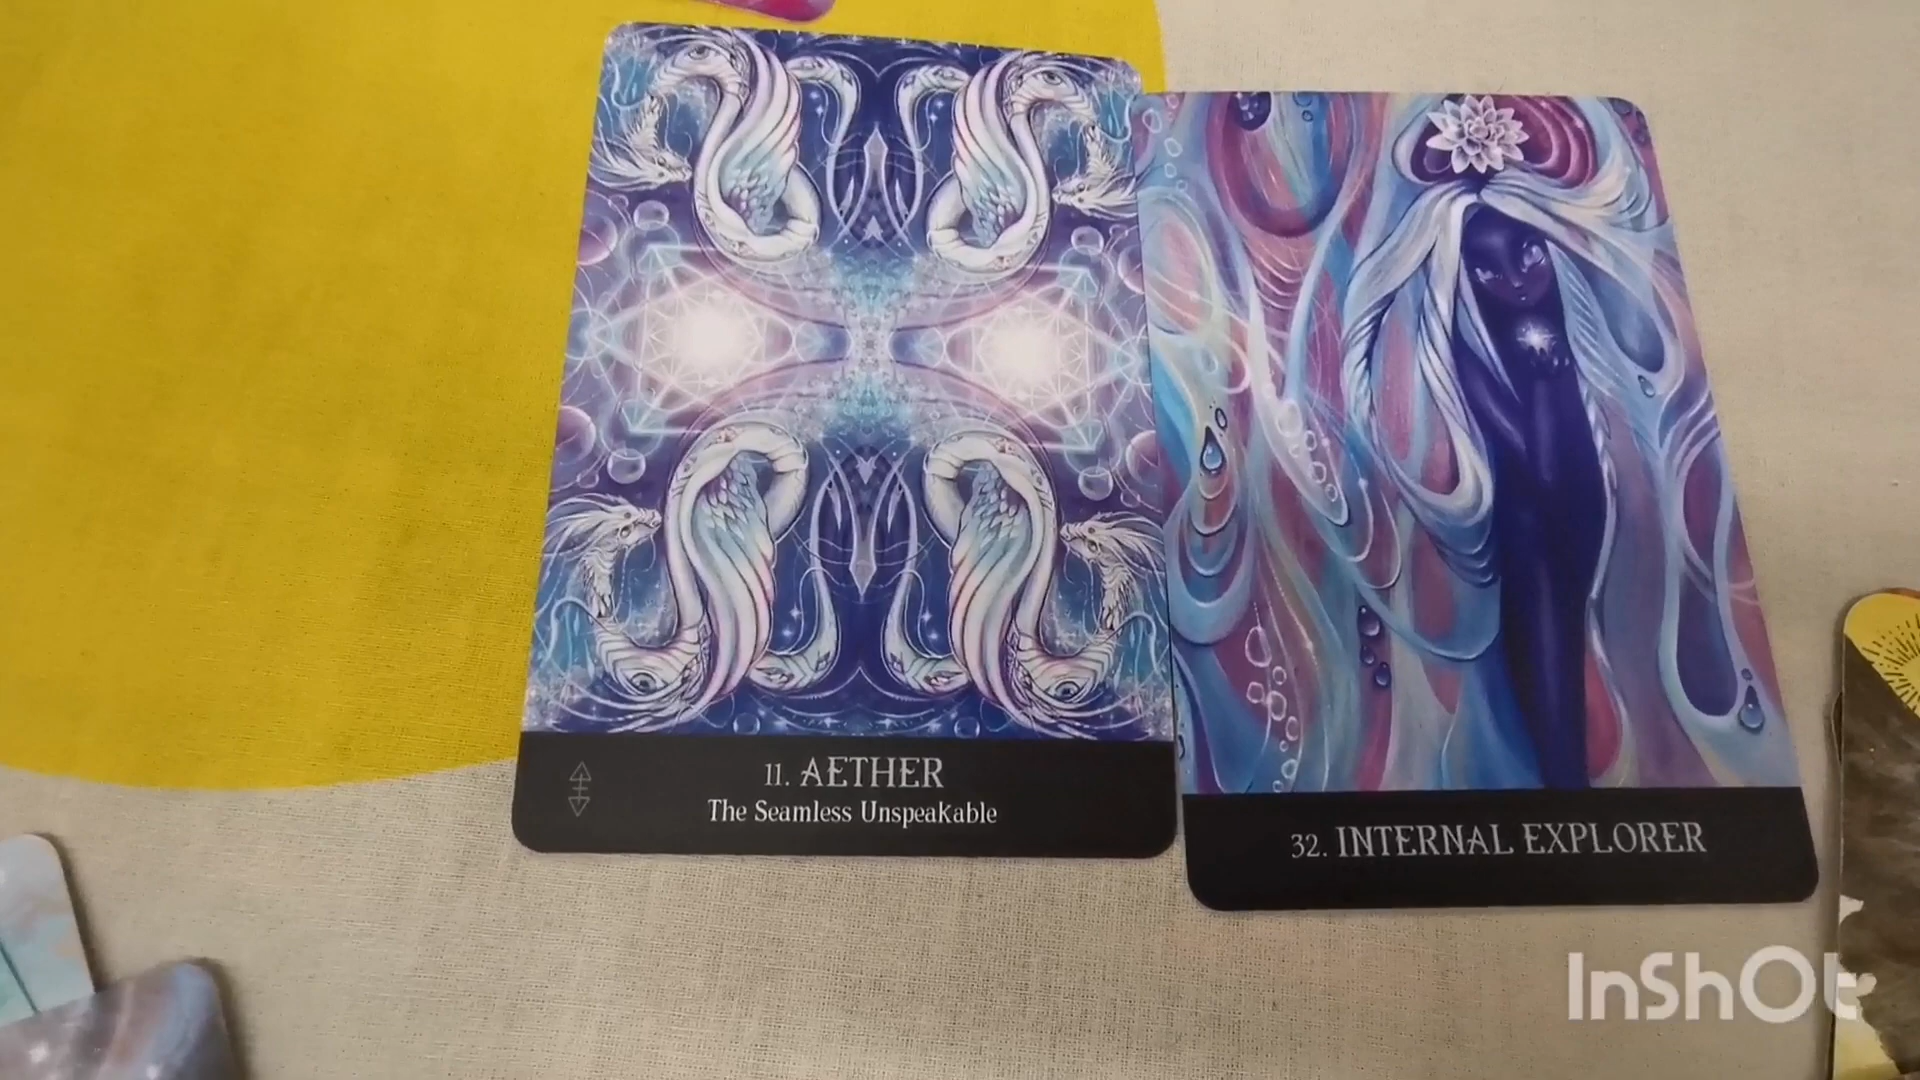 11. AETHER
The Seamless Unspeakable
32. INTERNAL EXPLORER
InShOt